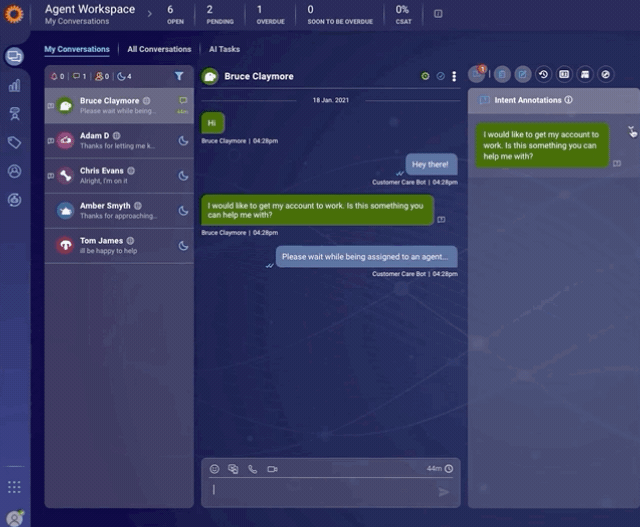 Agent Workspace
My Conversations
6
OPEN
2
PENDING
1
OVERDUE
0
SOON TO BE OVERDUE
0%
CSAT
My Conversations
All Conversations
AI Tasks
0
1
0
4
Bruce Claymore
Please wait while being...
44m
Adam D
Thanks for letting me k...
Chris Evans
Alright, I'm on it
Amber Smyth
Thanks for approaching...
Tom James
ill be happy to help
Bruce Claymore
18 Jan. 2021
Hi
Bruce Claymore | 04:28pm
Hey there!
Customer Care Bot | 04:28pm
I would like to get my account to work. Is this something you
can help me with?
Bruce Claymore | 04:28pm
Please wait while being assigned to an agent...
Customer Care Bot | 04:28pm
44m
1
Intent Annotations
I would like to get my account to
work. Is this something you can
help me with?